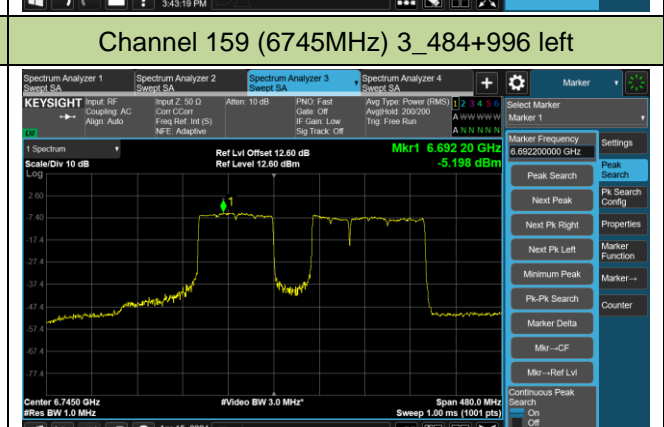 3:43:19 PM
Channel 159 (6745MHz) 3_484+996 left
Spectrum Analyzer 1
Swept SA
Spectrum Analyzer 2
Swept SA
Spectrum Analyzer 3
Swept SA
Spectrum Analyzer 4
Swept SA
Marker
KEYSIGHT
Input: RF
Coupling: AC
Align: Auto
Input Z: 50 Ω
Corr CCorr
Freq Ref: Int (S)
NFE: Adaptive
Atten: 10 dB
PNO: Fast
Gate: Off
IF Gain: Low
Sig Track: Off
Avg Type: Power (RMS)
Avg|Hold: 200/200
Trig: Free Run
1 2 3 4 5 6
A W W W W W
A N N N N N
Select Marker
Marker 1
1 Spectrum
Scale/Div 10 dB
Log
Ref Lvl Offset 12.60 dB
Ref Level 12.60 dBm
Mkr1 6.692 20 GHz
-5.198 dBm
1
2.60
-7.40
-17.4
-27.4
-37.4
-47.4
-57.4
-67.4
-77.4
Center 6.7450 GHz
#Res BW 1.0 MHz
#Video BW 3.0 MHz*
Span 480.0 MHz
Sweep 1.00 ms (1001 pts)
Marker Frequency
6.692200000 GHz
Peak Search
Next Peak
Next Pk Right
Next Pk Left
Minimum Peak
Pk-Pk Search
Marker Delta
Mkr→CF
Mkr→Ref Lvl
Continuous Peak
Search
On
Off
Settings
Peak
Search
Pk Search
Config
Properties
Marker
Function
Marker→
Counter